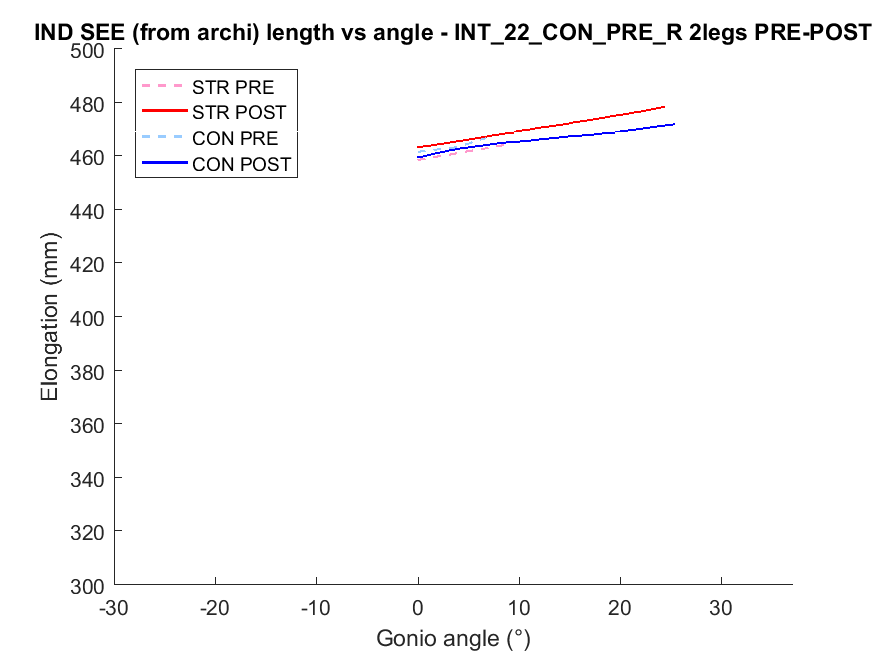 IND SEE (from archi) length vs angle - INT_22_CON_PRE_R 2legs PRE-POST
500
480
460
440
420
400
380
360
340
320
300
Elongation (mm)
STR PRE
STR POST
CON PRE
CON POST
-30
-20
-10
0
10
20
30
Gonio angle (°)